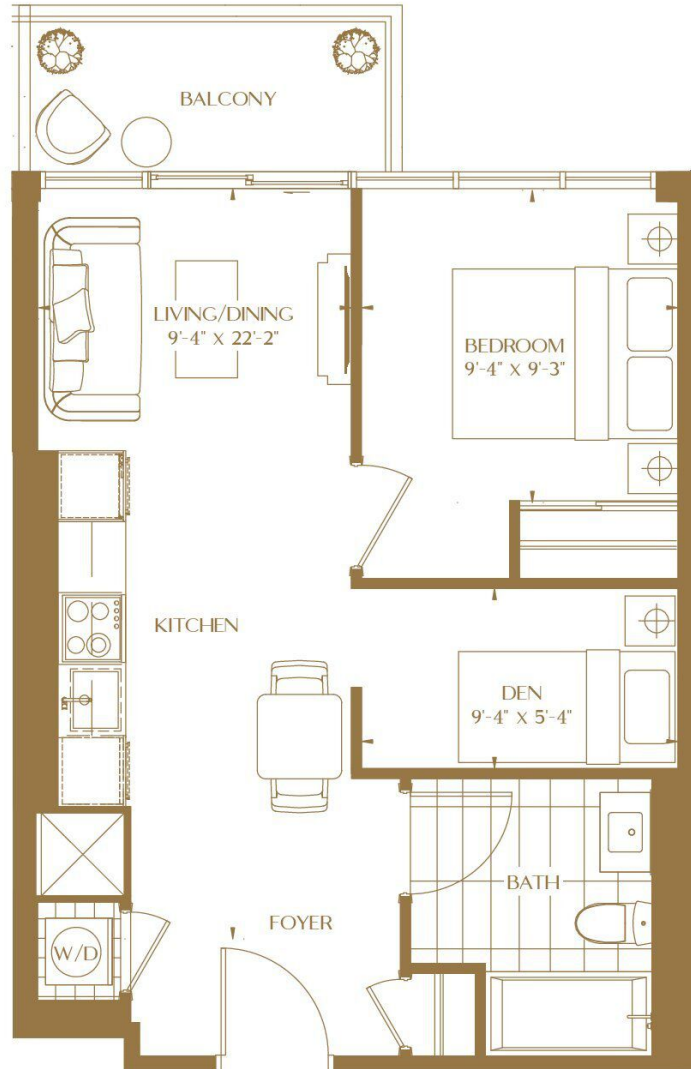 BALCONY
LIVING/DINING
9'-4" X 22'-2"
BEDROOM
9'-4" X 9'-3"
KITCHEN
DEN
9'-4" X 5'-4"
BATH
FOYER
W/D